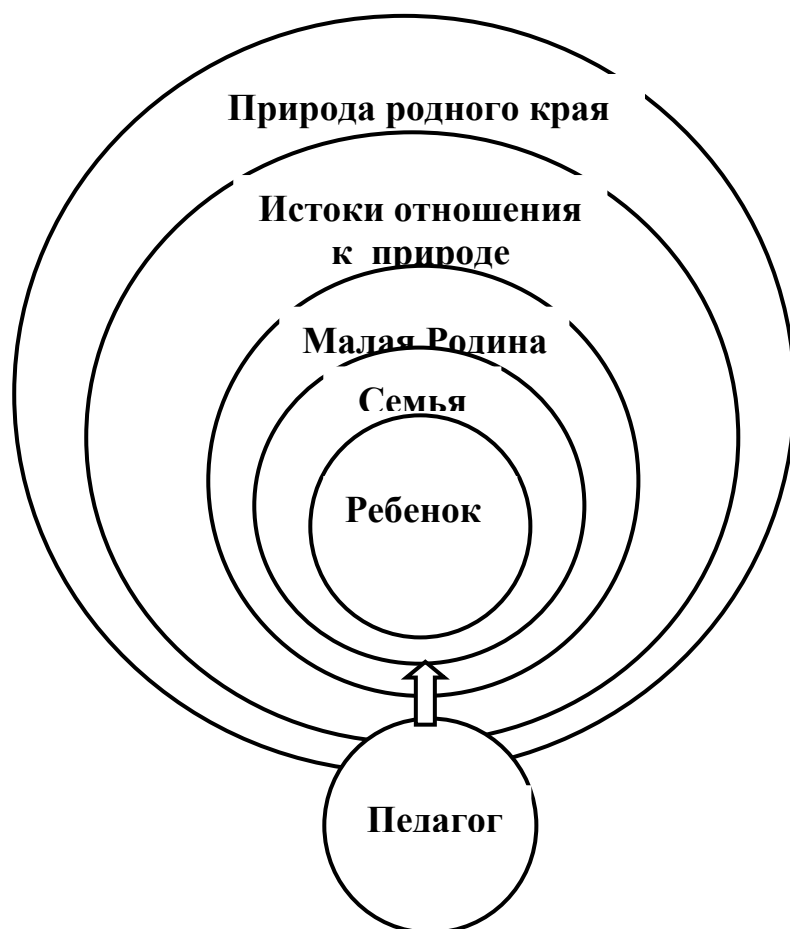 Природа родного края
Истоки отношения
к природе
Малая Родина
Семья
Ребенок
Педагог